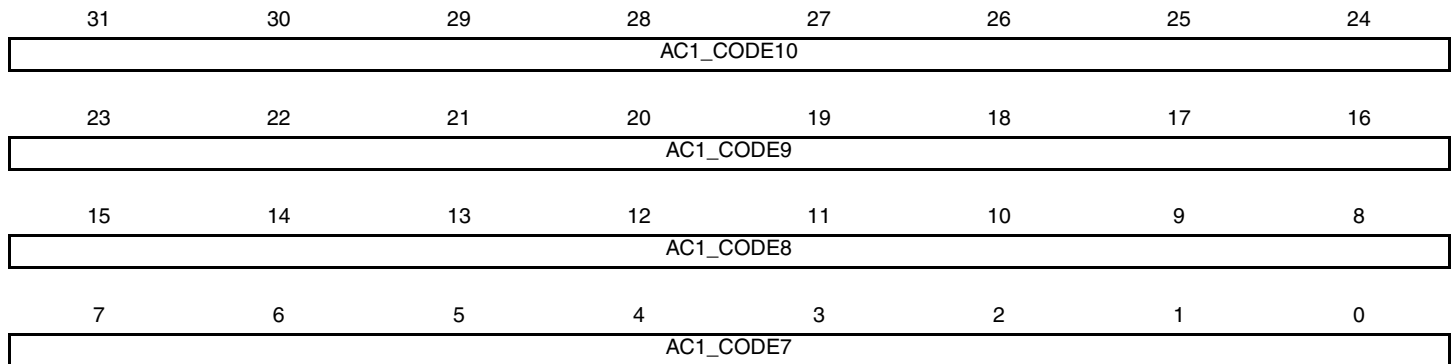 31 30 29 28 27 26 25 24
AC1_CODE10
23 22 21 20 19 18 17 16
AC1_CODE9
15 14 13 12 11 10 9 8
AC1_CODE8
7 6 5 4 3 2 1 0
AC1_CODE7